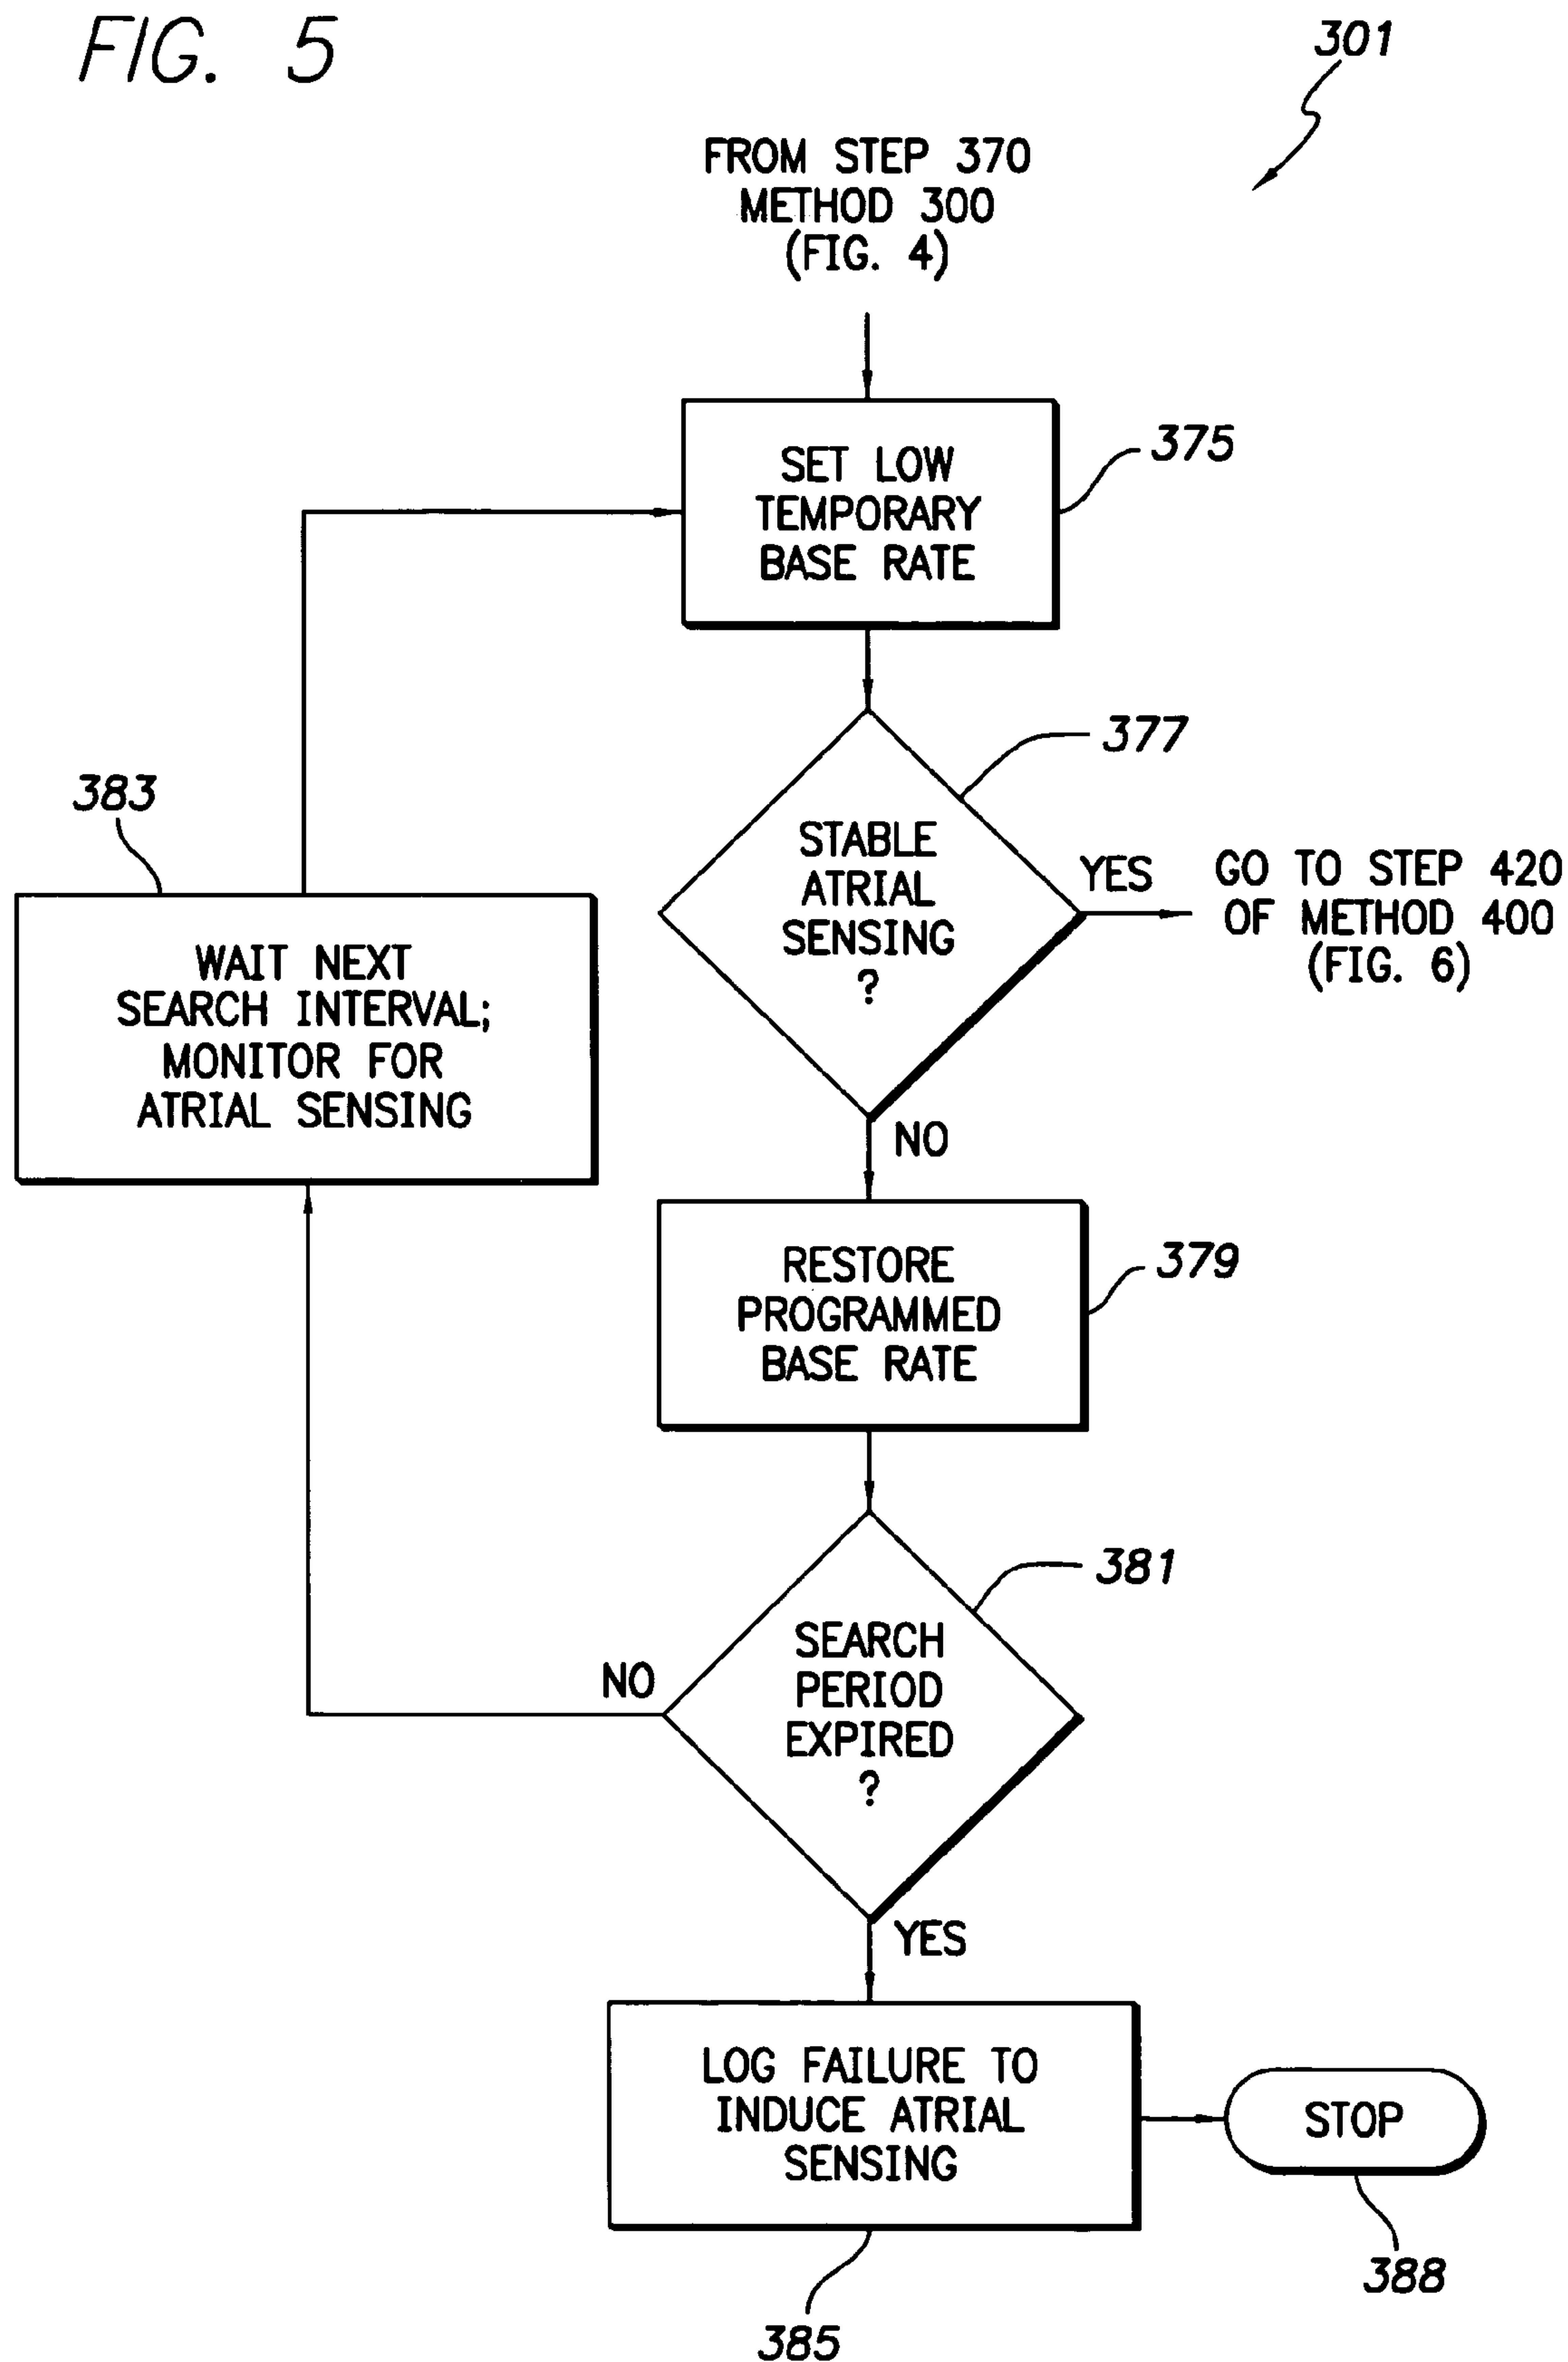 FIG. 5
301
FROM STEP 370
METHOD 300
(FIG. 4)
SET LOW
TEMPORARY
BASE RATE
375
377
STABLE
ATRIAL
SENSING
?
YES
GO TO STEP 420
OF METHOD 400
(FIG. 6)
383
WAIT NEXT
SEARCH INTERVAL;
MONITOR FOR
ATRIAL SENSING
NO
RESTORE
PROGRAMMED
BASE RATE
379
381
SEARCH
PERIOD
EXPIRED
?
NO
YES
LOG FAILURE TO
INDUCE ATRIAL
SENSING
385
STOP
388